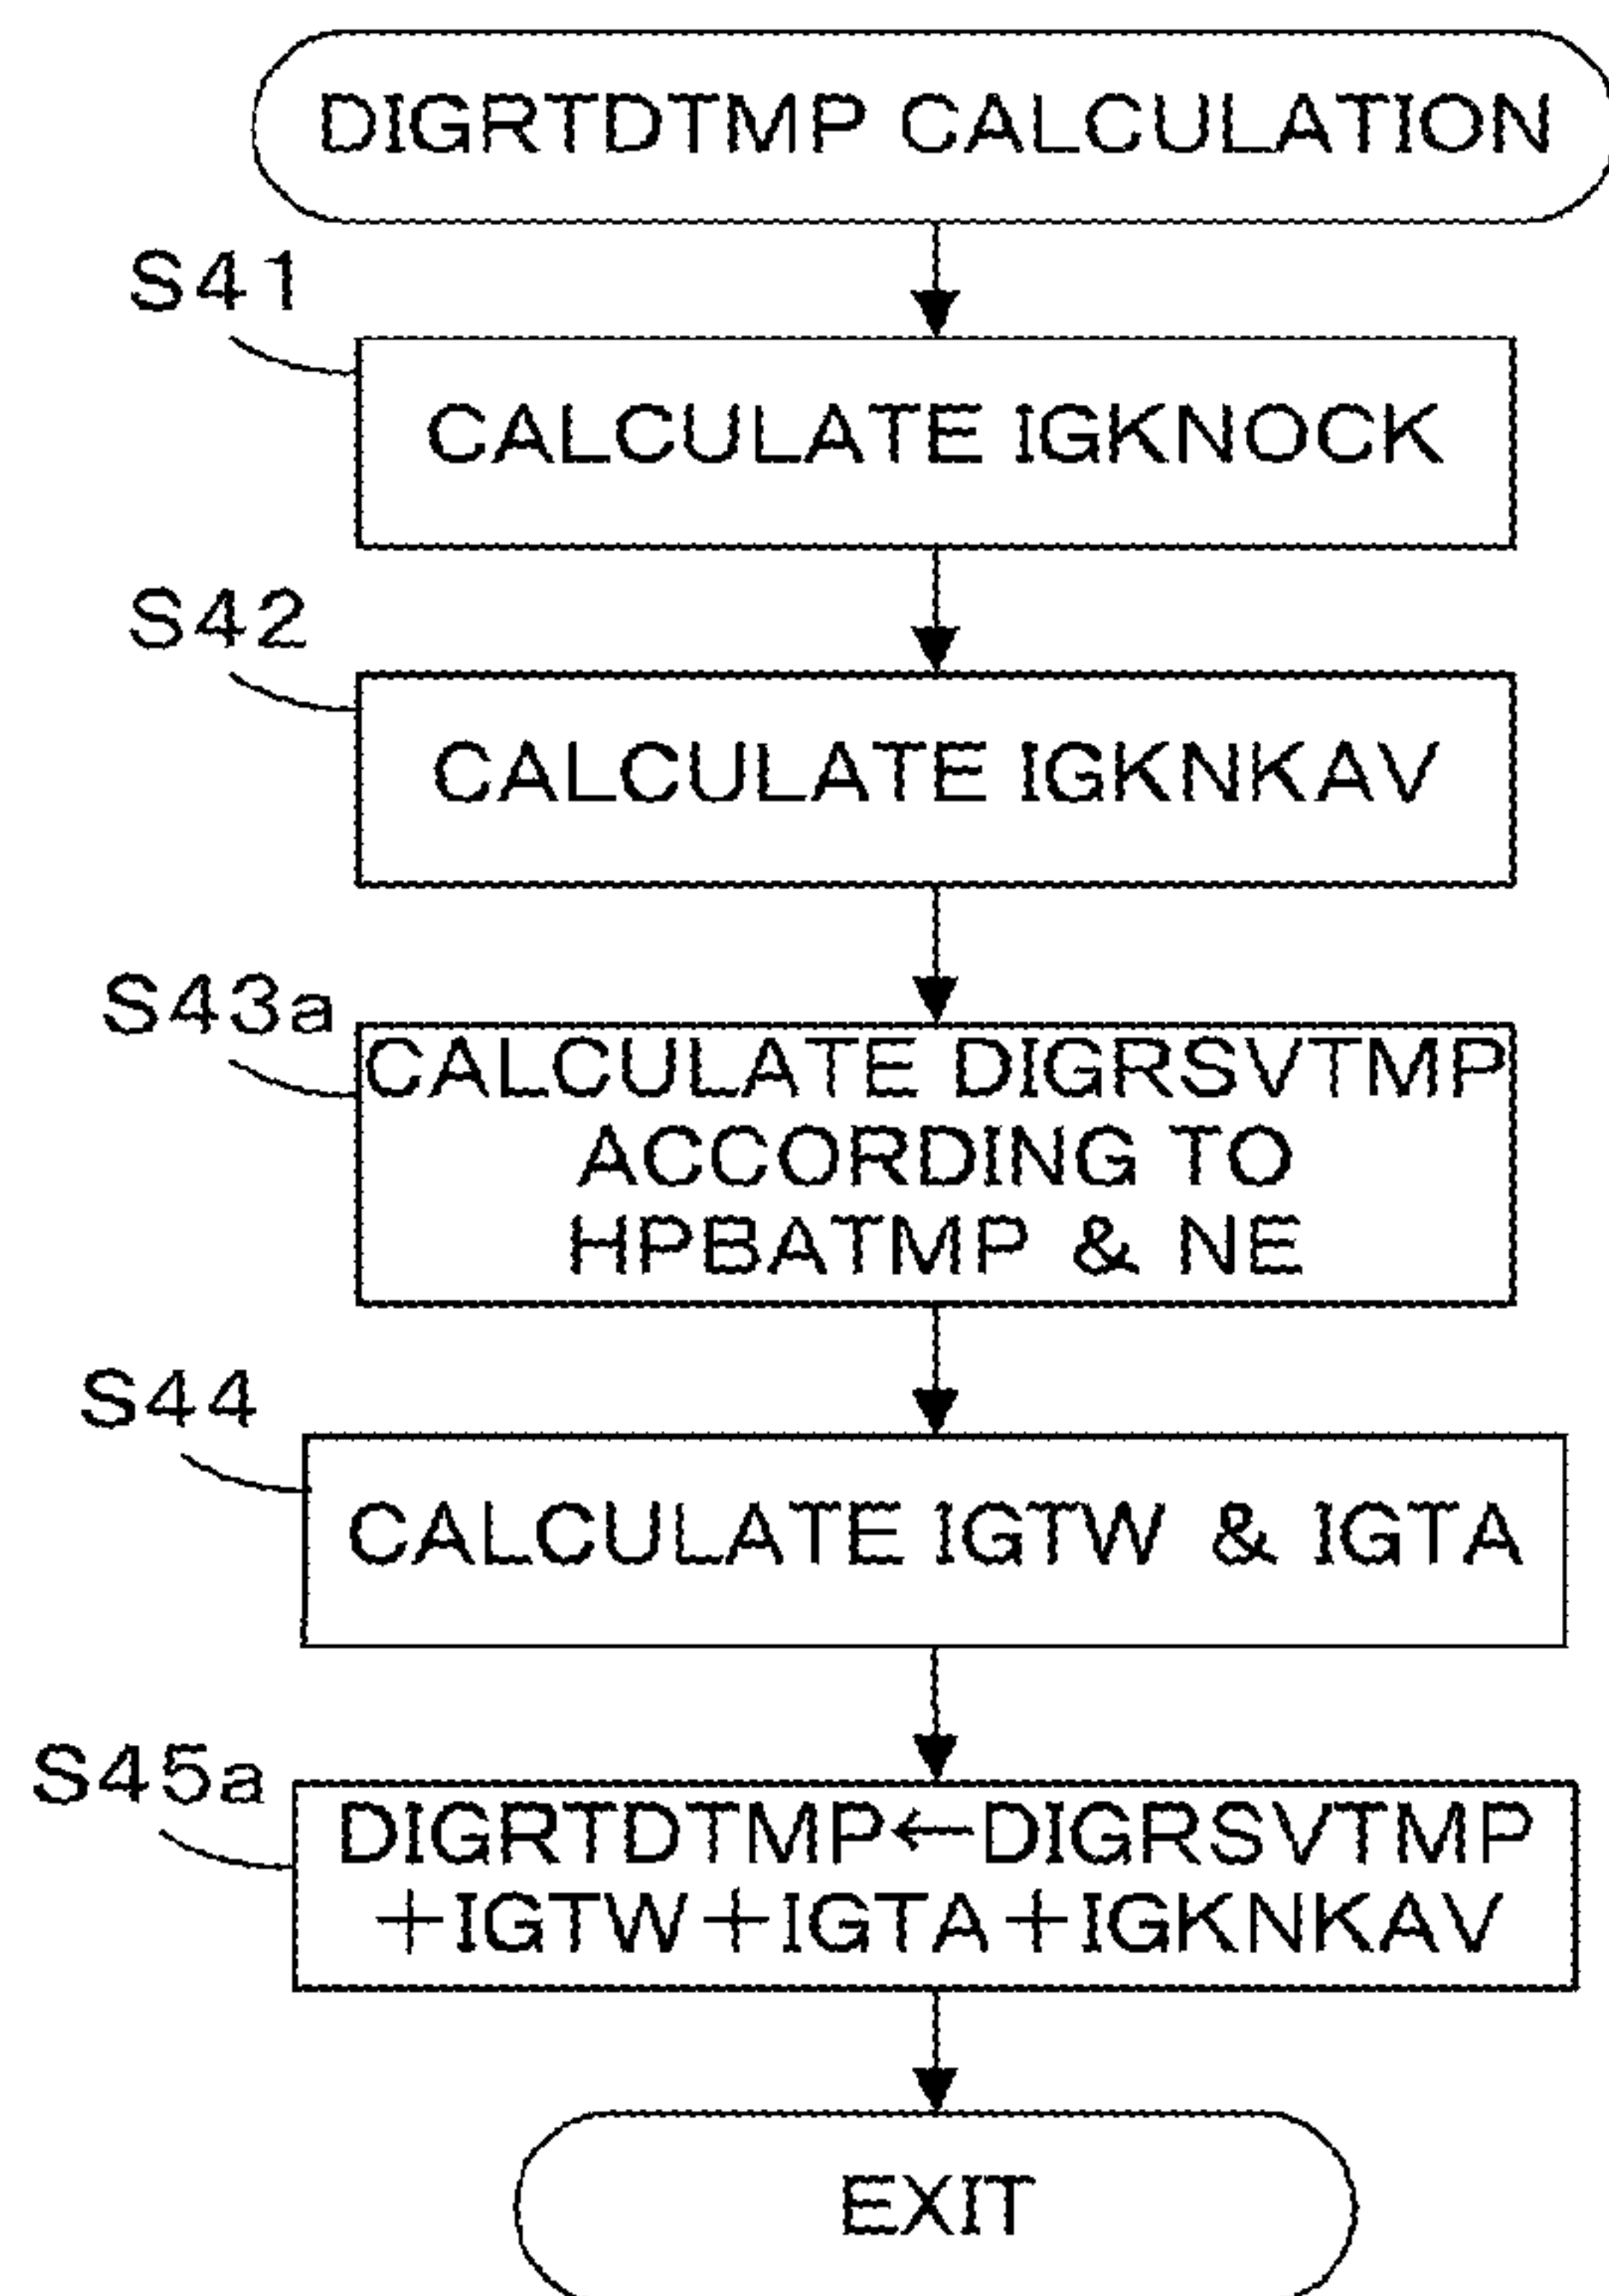 DIGRTDTMP CALCULATION
S41
CALCULATE IGKNOCK
S42
CALCULATE IGKNKAV
S43a
CALCULATE DIGRSVTMP
ACCORDING TO
HPBATMP & NE
S44
CALCULATE IGTW & IGTA
S45a
DIGRTDTMP←DIGRSVTMP
+IGTW+IGTA+IGKNKAV
EXIT